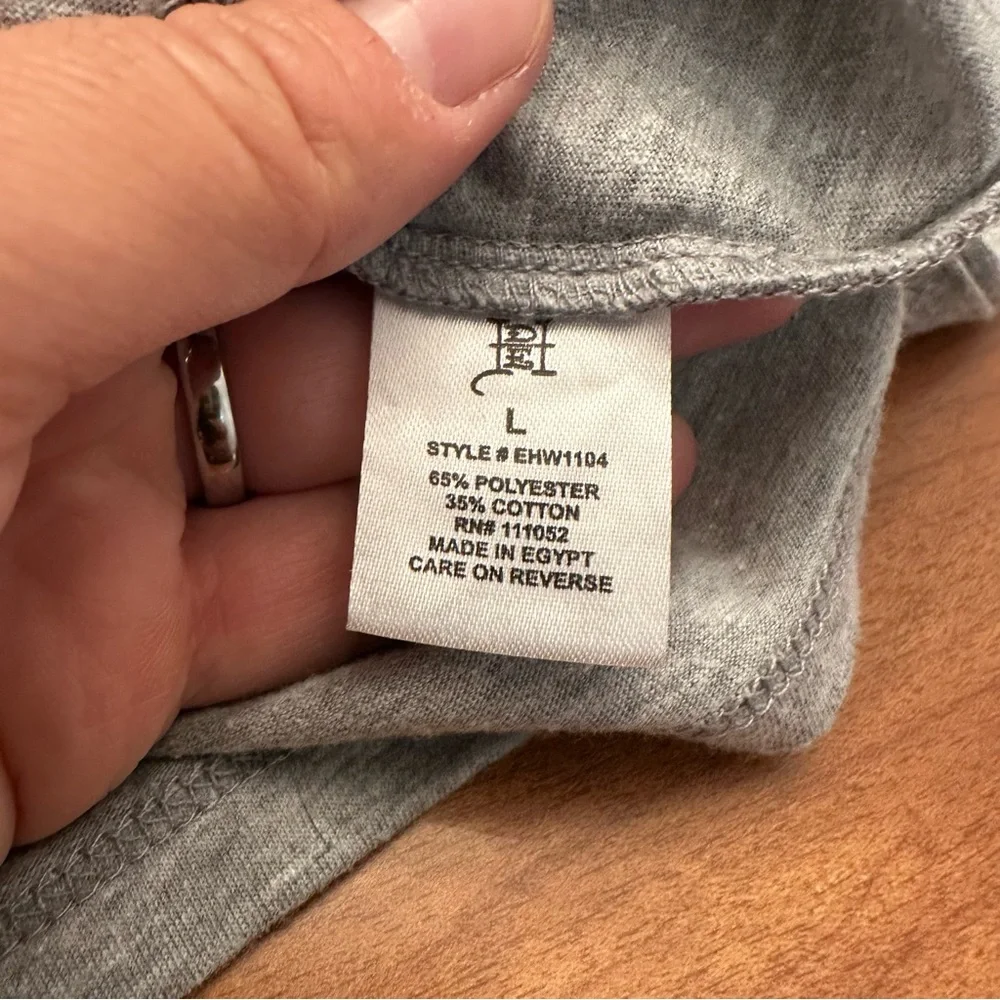 L
STYLE # EHW1104
65% POLYESTER
35% COTTON
RN# 111052
MADE IN EGYPT
CARE ON REVERSE